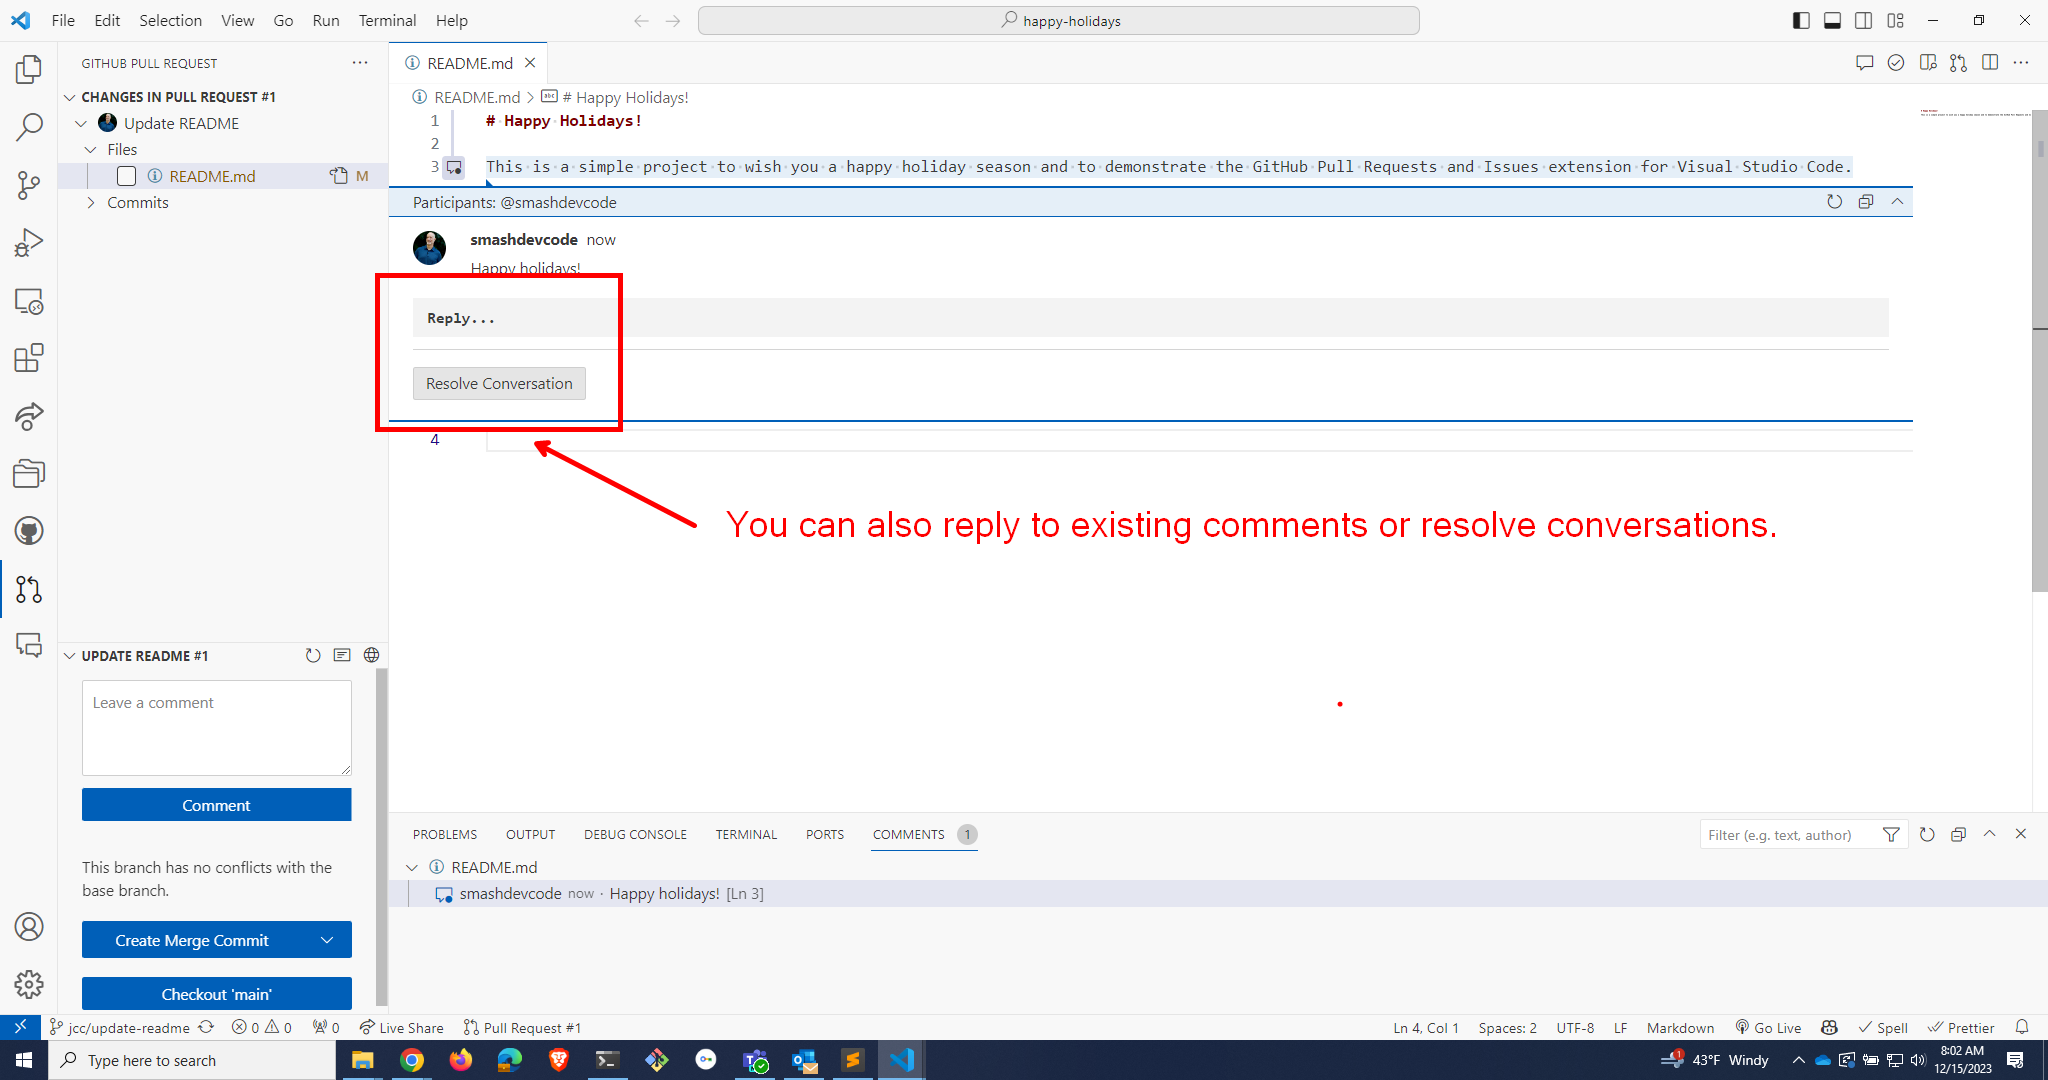 File Edit Selection View Go Run Terminal Help
happy-holidays
GITHUB PULL REQUEST
README.md
CHANGES IN PULL REQUEST #1
Update README
Files
README.md M
Commits
README.md > # Happy Holidays!
1 # Happy Holidays!
2
3 This is a simple project to wish you a happy holiday season and to demonstrate the GitHub Pull Requests and Issues extension for Visual Studio Code.
Participants: @smashdevcode
smashdevcode now
Happy holidays!
Reply...
Resolve Conversation
4
You can also reply to existing comments or resolve conversations.
UPDATE README #1
Leave a comment
Comment
This branch has no conflicts with the
base branch.
Create Merge Commit
Checkout 'main'
PROBLEMS OUTPUT DEBUG CONSOLE TERMINAL PORTS COMMENTS 1
Filter (e.g. text, author)
README.md
smashdevcode now · Happy holidays! [Ln 3]
jcc/update-readme 0 0 0 Live Share Pull Request #1
Ln 4, Col 1 Spaces: 2 UTF-8 LF Markdown Go Live Spell Prettier
Type here to search
1 43°F Windy
8:02 AM
12/15/2023